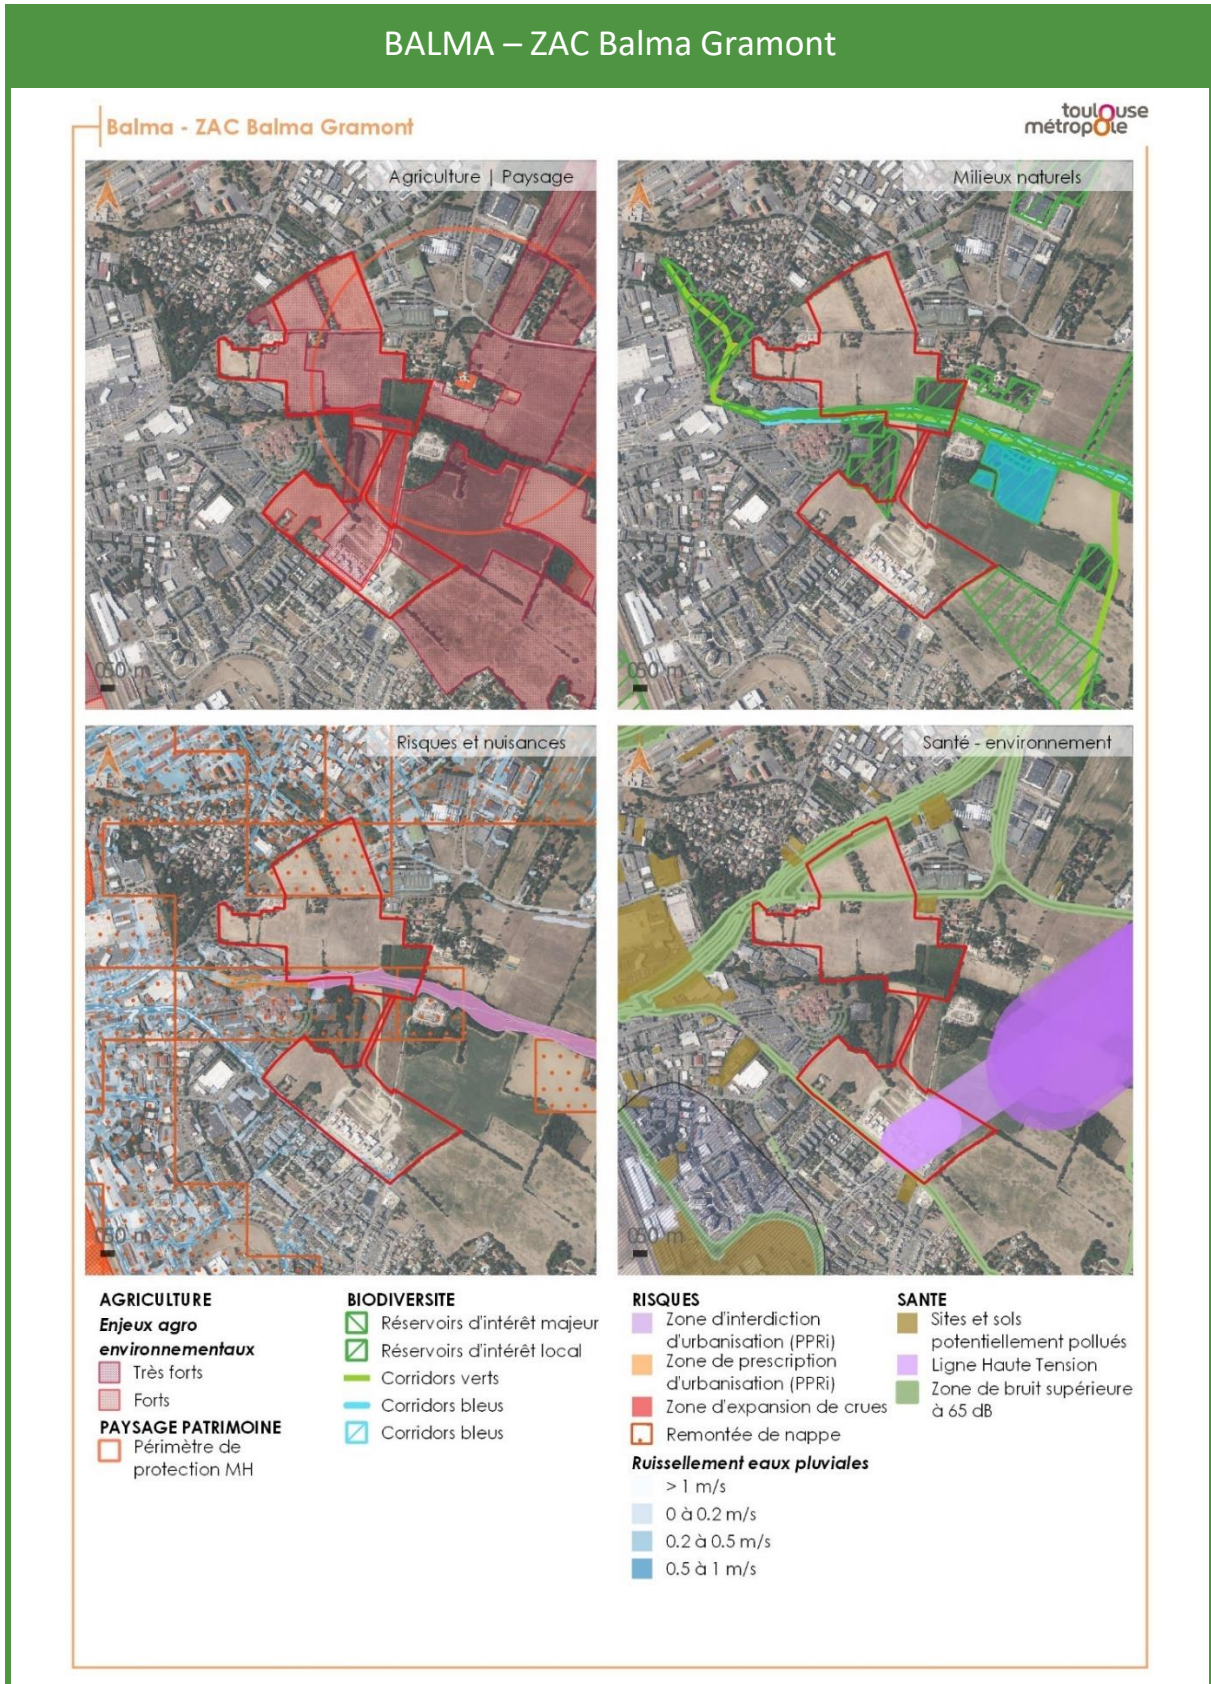 BALMA – ZAC Balma Gramont
Balma - ZAC Balma Gramont
toulouse
métropole
Agriculture | Paysage
Milieux naturels
050 m
050 m
Risques et nuisances
Santé - environnement
050 m
050 m
AGRICULTURE
Enjeux agro
environnementaux
Très forts
Forts
PAYSAGE PATRIMOINE
Périmètre de
protection MH
BIODIVERSITE
Réservoirs d'intérêt majeur
Réservoirs d'intérêt local
Corridors verts
Corridors bleus
Corridors bleus
RISQUES
Zone d'interdiction
d'urbanisation (PPRi)
Zone de prescription
d'urbanisation (PPRi)
Zone d'expansion de crues
Remontée de nappe
Ruissellement eaux pluviales
> 1 m/s
0 à 0.2 m/s
0.2 à 0.5 m/s
0.5 à 1 m/s
SANTE
Sites et sols
potentiellement pollués
Ligne Haute Tension
Zone de bruit supérieure
à 65 dB